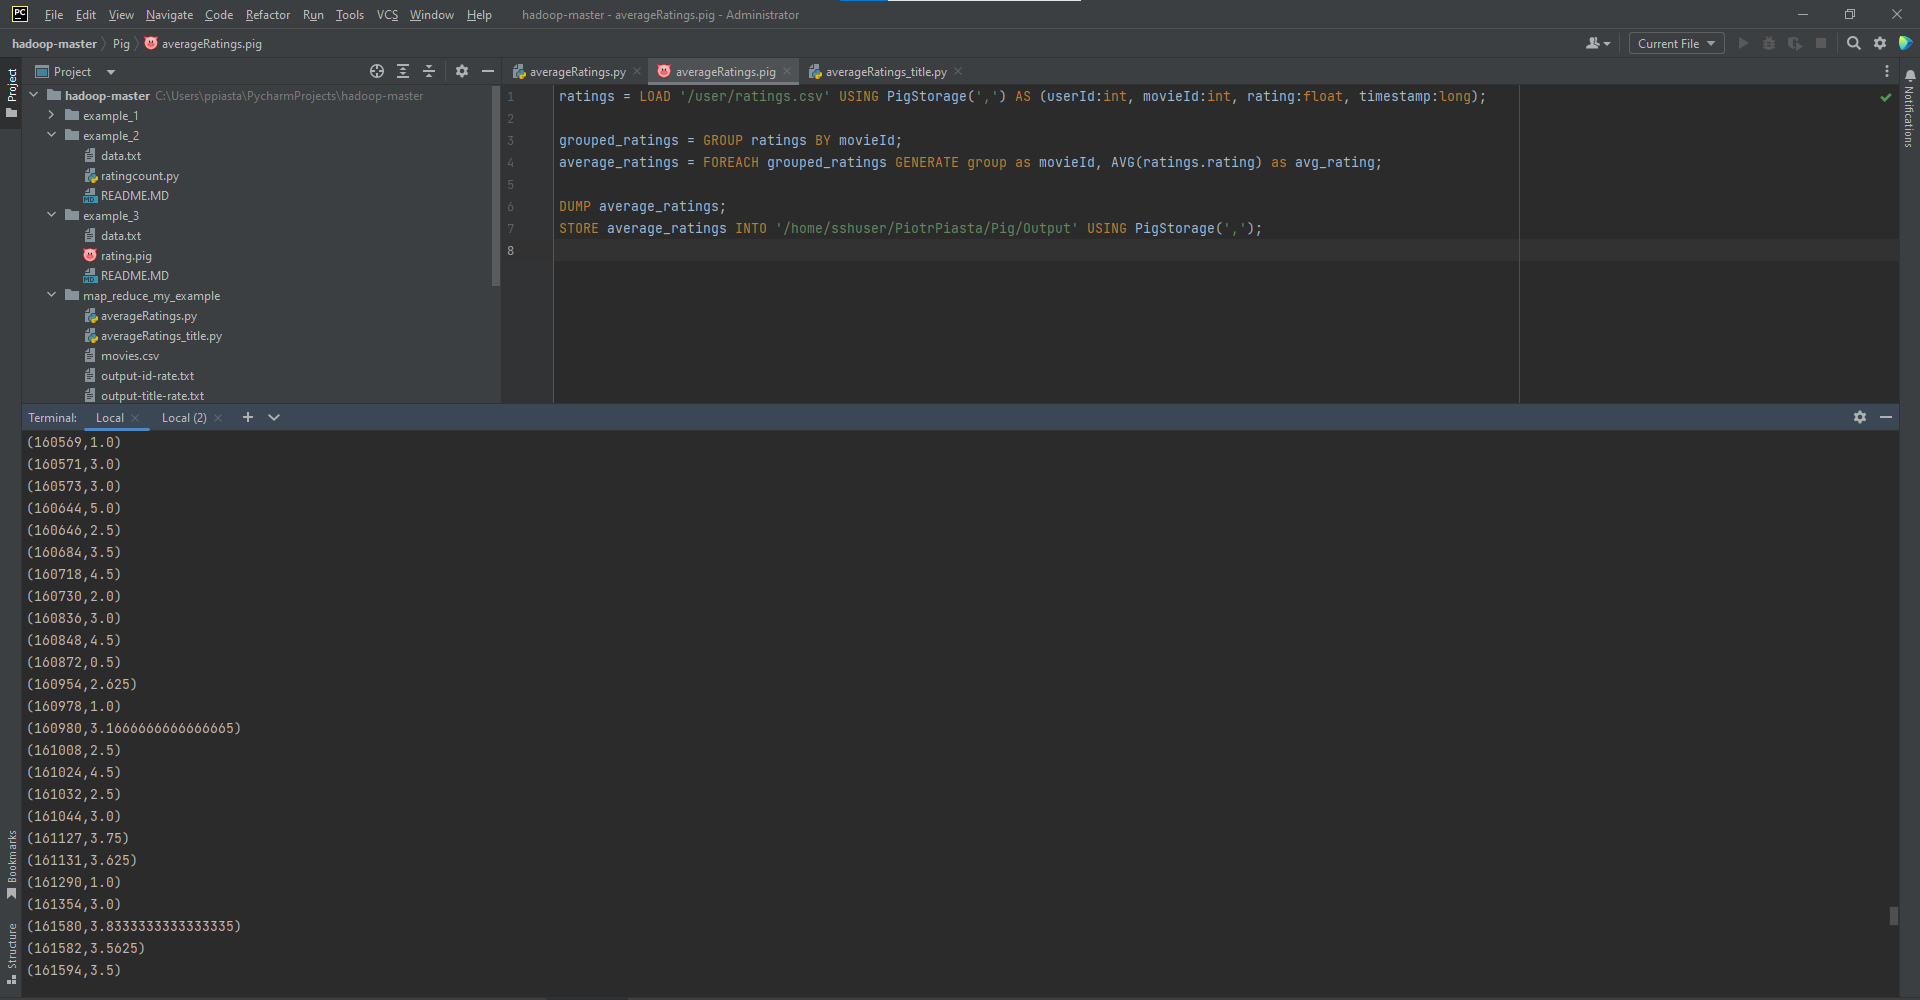 PC File Edit View Navigate Code Refactor Run Tools VCS Window Help hadoop-master - averageRatings.pig - Administrator
hadoop-master Pig averageRatings.pig Current File
Project
Project
averageRatings.py averageRatings.pig averageRatings_title.py
Notifications
hadoop-master C:\Users\ppiasta\PycharmProjects\hadoop-master
example_1
example_2
data.txt
ratingcount.py
README.MD
example_3
data.txt
rating.pig
README.MD
map_reduce_my_example
averageRatings.py
averageRatings_title.py
movies.csv
output-id-rate.txt
output-title-rate.txt
1 ratings = LOAD '/user/ratings.csv' USING PigStorage(',') AS (userId:int, movieId:int, rating:float, timestamp:long);
2
3 grouped_ratings = GROUP ratings BY movieId;
4 average_ratings = FOREACH grouped_ratings GENERATE group as movieId, AVG(ratings.rating) as avg_rating;
5
6 DUMP average_ratings;
7 STORE average_ratings INTO '/home/sshuser/PiotrPiasta/Pig/Output' USING PigStorage(',');
8
Terminal: Local Local (2)
(160569,1.0)
(160571,3.0)
(160573,3.0)
(160644,5.0)
(160646,2.5)
(160684,3.5)
(160718,4.5)
(160730,2.0)
(160836,3.0)
(160848,4.5)
(160872,0.5)
(160954,2.625)
(160978,1.0)
(160980,3.1666666666666665)
(161008,2.5)
(161024,4.5)
(161032,2.5)
(161044,3.0)
(161127,3.75)
(161131,3.625)
(161290,1.0)
(161354,3.0)
(161580,3.8333333333333335)
(161582,3.5625)
(161594,3.5)
Bookmarks
Structure